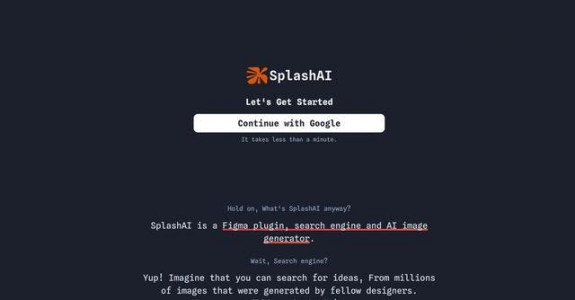 SplashAI
Let's Get Started
Continue with Google
It takes less than a minute.
Hold on, What's SplashAI anyway?
SplashAI is a Figma plugin, search engine and AI image
generator.
Wait, Search engine?
Yup! Imagine that you can search for ideas, From millions
of images that were generated by fellow designers.